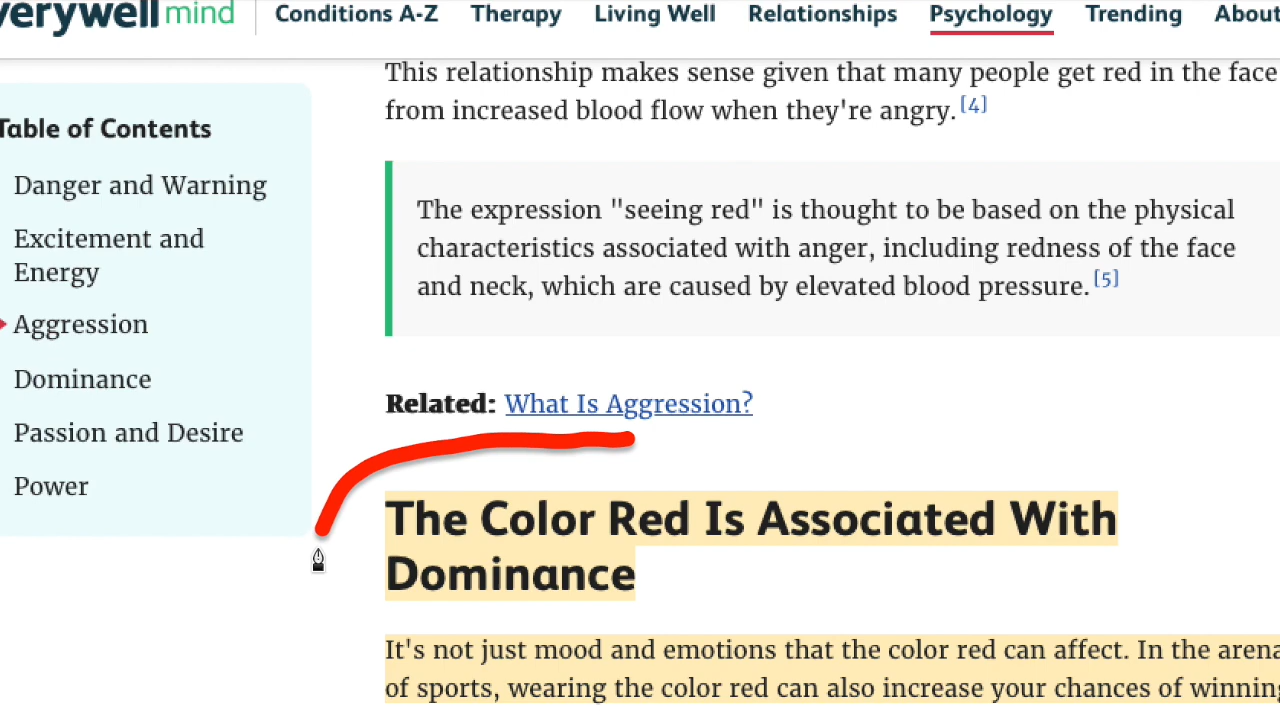 verywell mind
Conditions A-Z Therapy Living Well Relationships Psychology Trending About
This relationship makes sense given that many people get red in the face
from increased blood flow when they're angry. [4]
Table of Contents
Danger and Warning
Excitement and
Energy
Aggression
Dominance
Passion and Desire
Power
The expression "seeing red" is thought to be based on the physical
characteristics associated with anger, including redness of the face
and neck, which are caused by elevated blood pressure. [5]
Related: What Is Aggression?
The Color Red Is Associated With
Dominance
It's not just mood and emotions that the color red can affect. In the arena
of sports, wearing the color red can also increase your chances of winning